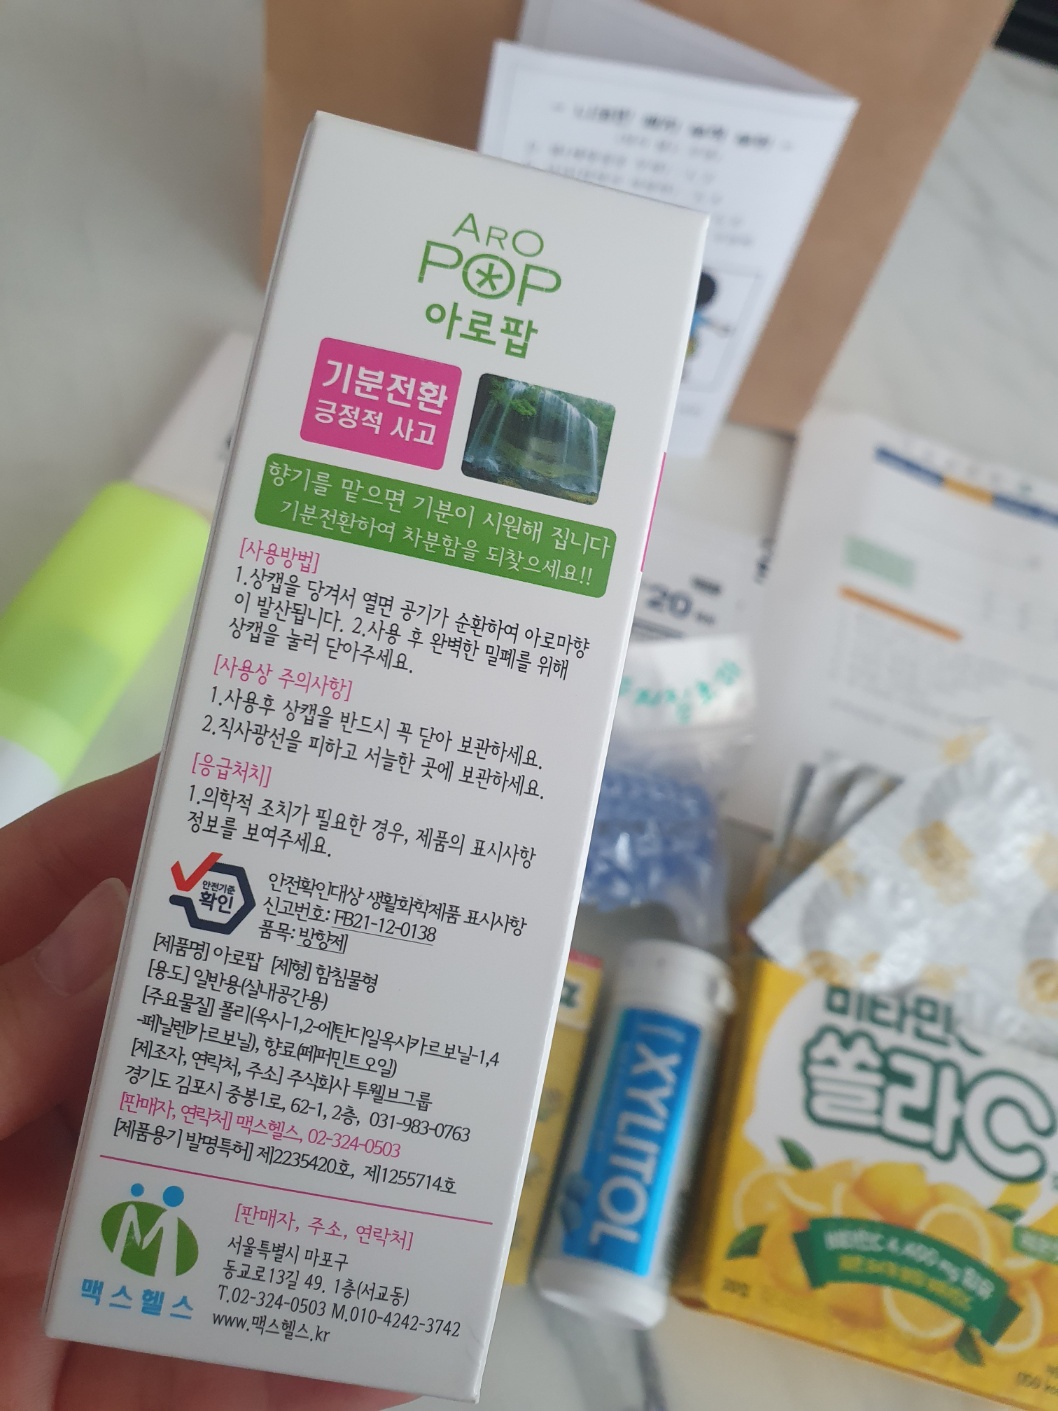 ARO
POP
아로팝
기분전환
긍정적 사고
향기를 맡으면 기분이 시원해 집니다
기분전환하여 차분함을 되찾으세요!!
[사용방법]
1.상캡을 당겨서 열면 공기가 순환하여 아로마향
이 발산됩니다. 2.사용 후 완벽한 밀폐를 위해
상캡을 눌러 닫아주세요.
[사용상 주의사항]
1.사용후 상캡을 반드시 꼭 닫아 보관하세요.
2.직사광선을 피하고 서늘한 곳에 보관하세요.
[응급처치]
1.의학적 조치가 필요한 경우, 제품의 표시사항
정보를 보여주세요.
안전기준
확인
안전확인대상 생활화학제품 표시사항
신고번호: FB21-12-0138
품목: 방향제
[제품명] 아로팝 [제형] 함침물형
[용도] 일반용(실내공간용)
[주요물질] 폴리(옥시-1,2-에탄디일옥시카르보닐-1,4
-페닐렌카르보닐), 향료(페퍼민트오일)
[제조자, 연락처, 주소] 주식회사 투웰브그룹
경기도 김포시 중봉1로, 62-1, 2층, 031-983-0763
[판매자, 연락처] 맥스헬스, 02-324-0503
[제품용기 발명특허] 제2235420호, 제1255714호
맥스헬스
[판매자, 주소, 연락처]
서울특별시 마포구
동교로13길 49. 1층(서교동)
T.02-324-0503 M.010-4242-3742
www.맥스헬스.kr
20
XYLITOL
비타민
쏠라C